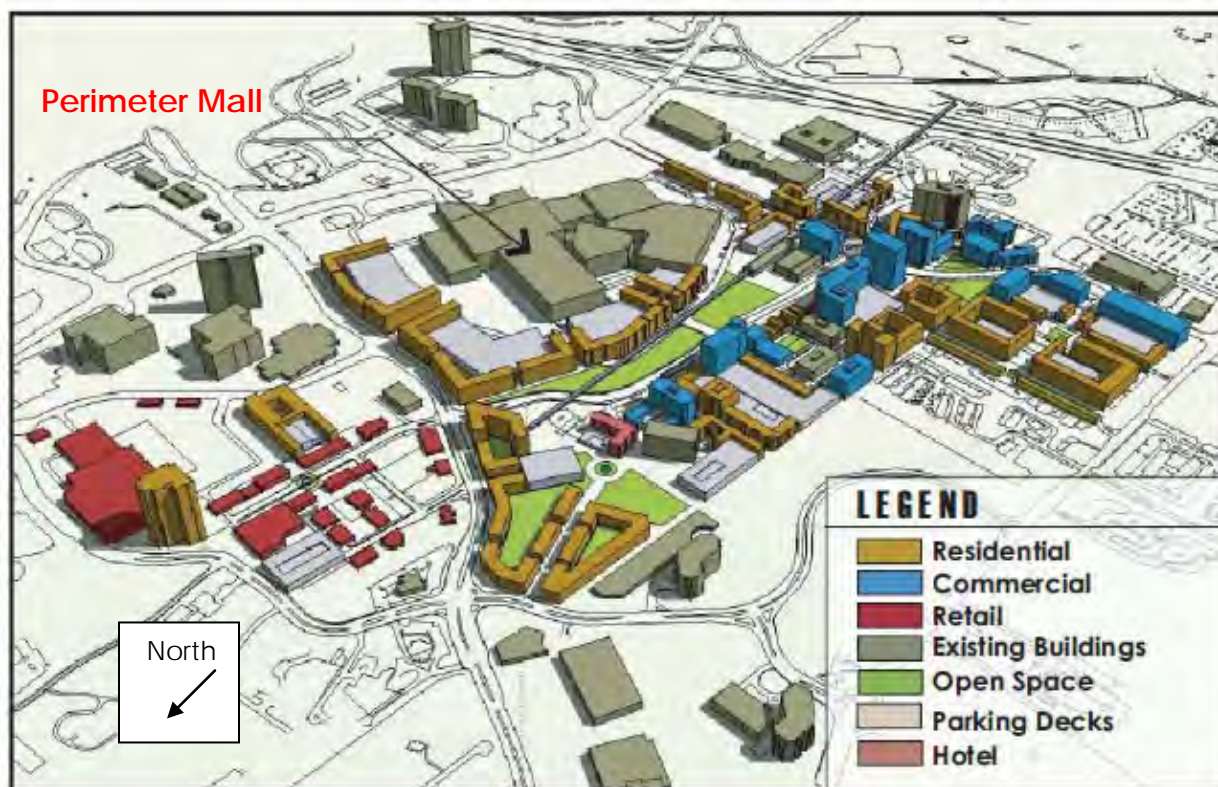 Perimeter Mall
North
LEGEND
Residential
Commercial
Retail
Existing Buildings
Open Space
Parking Decks
Hotel